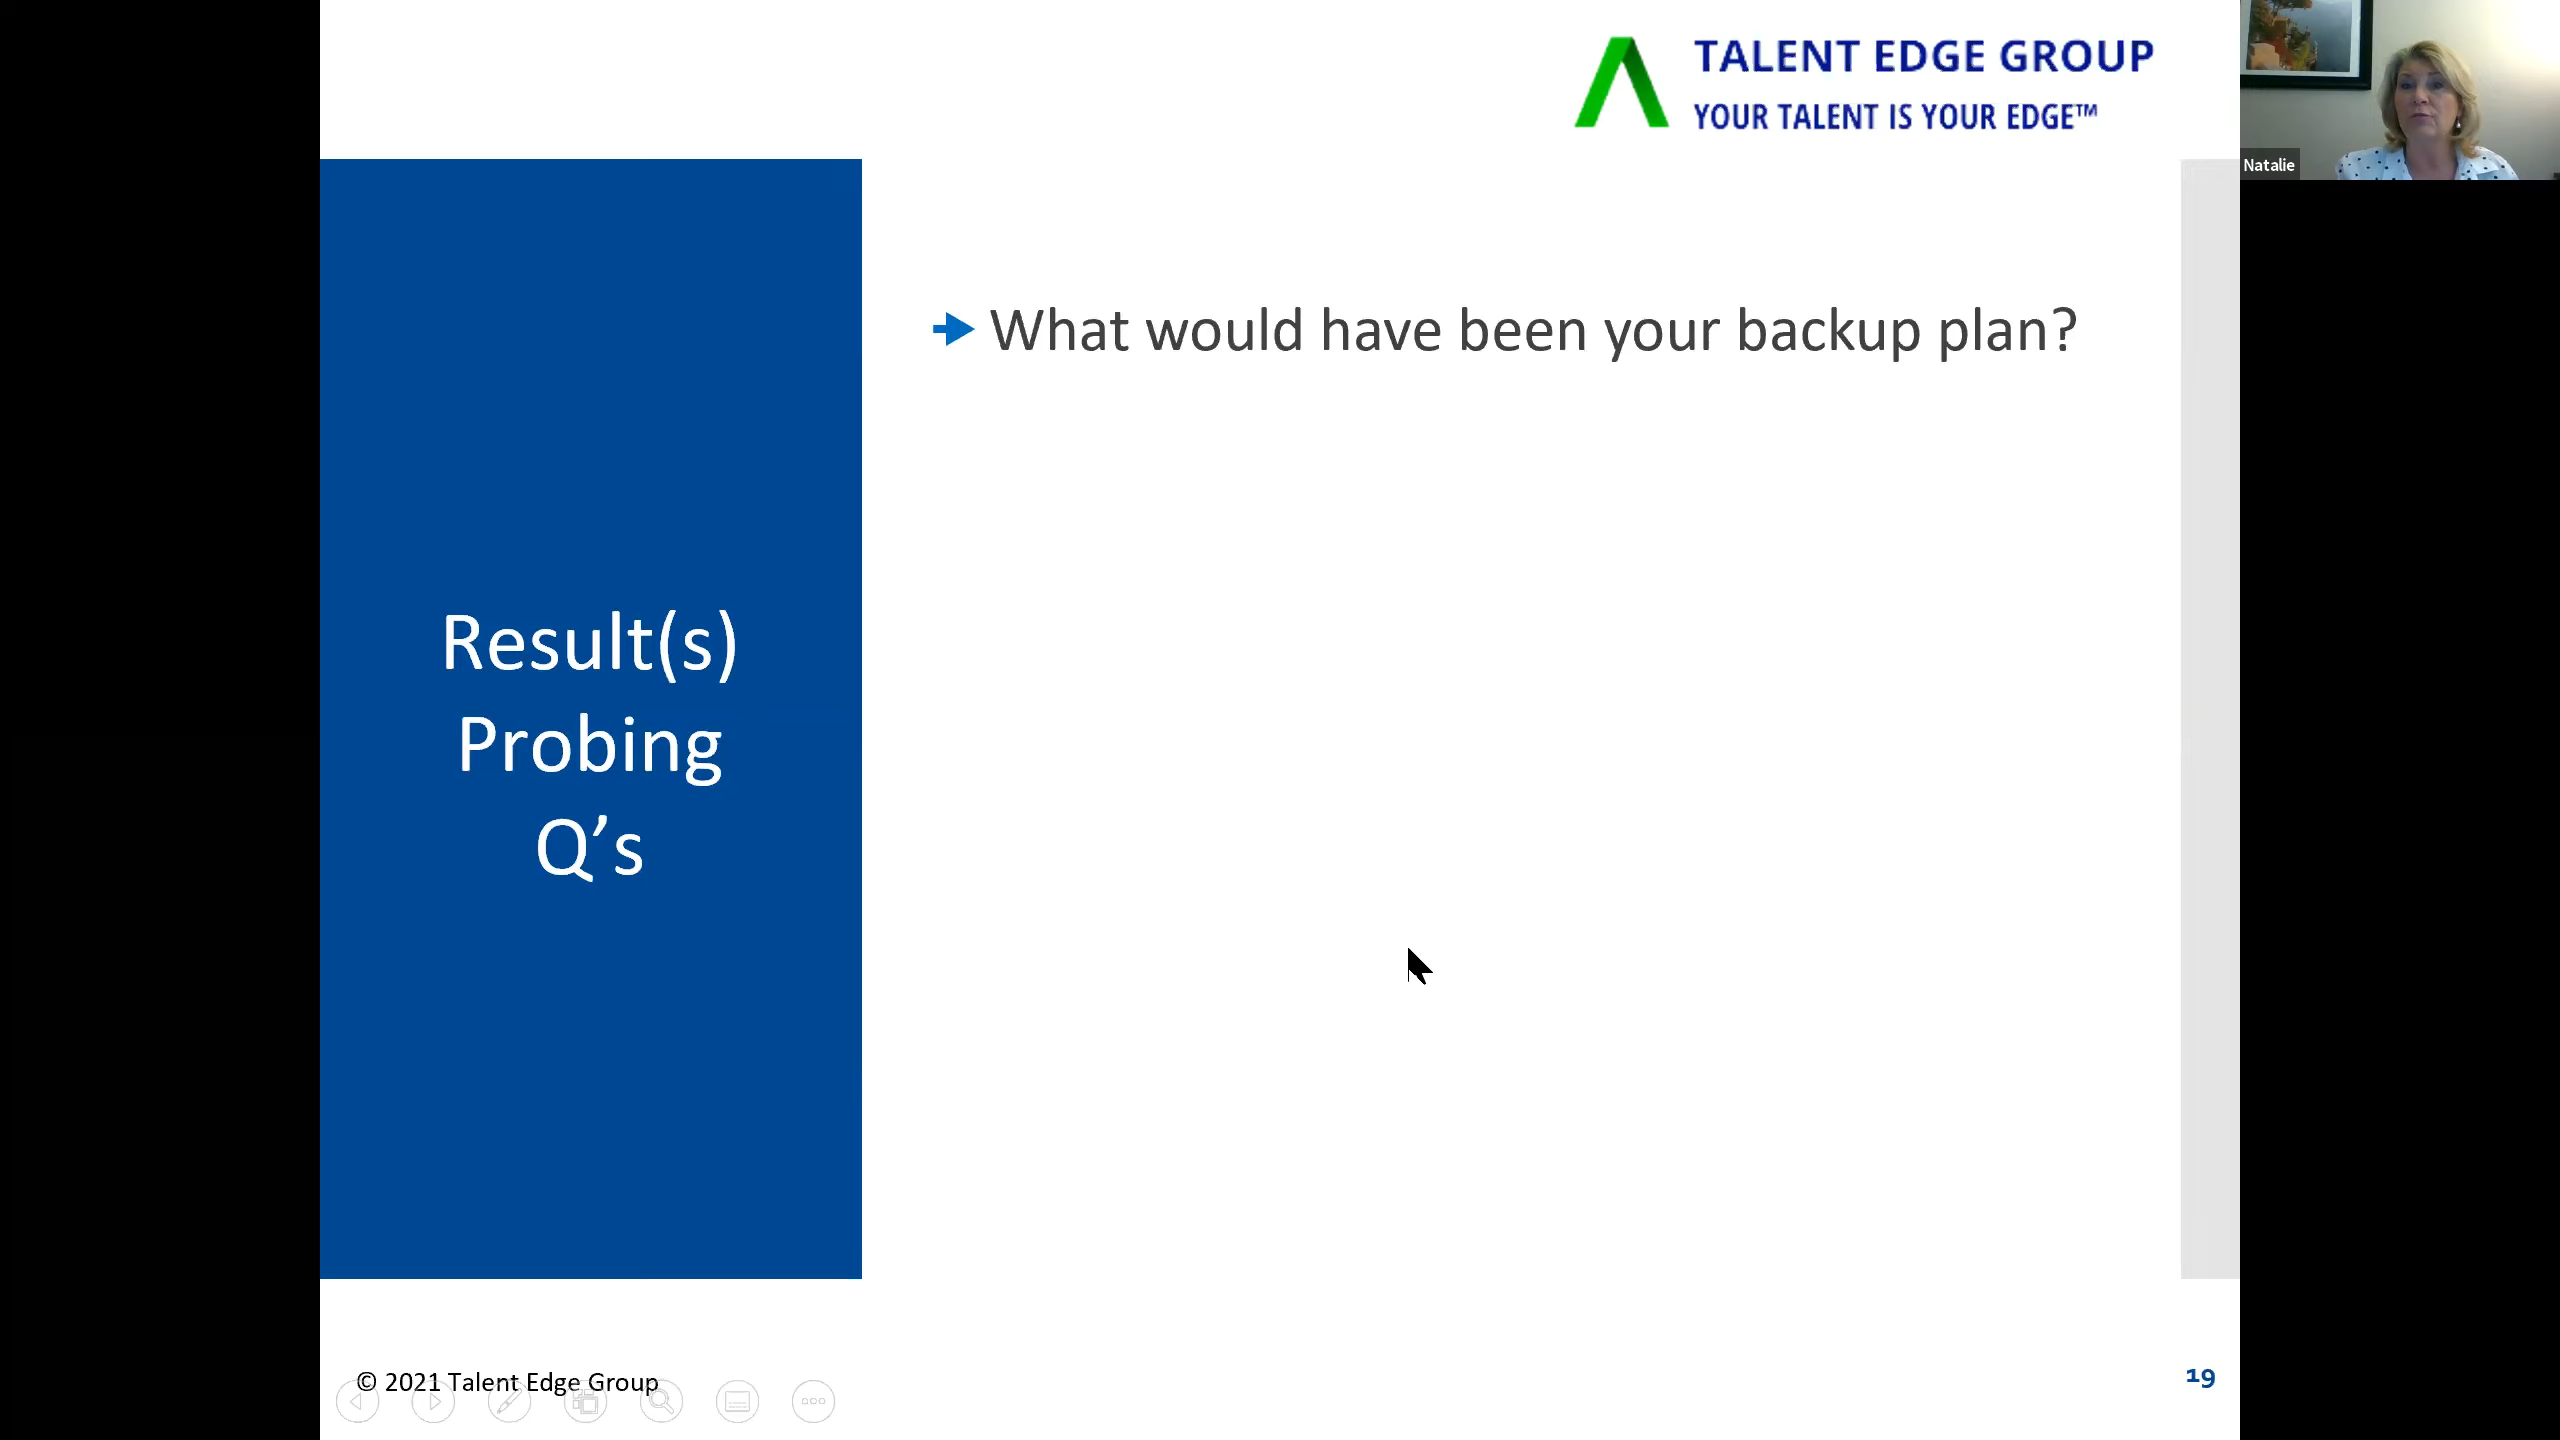 TALENT EDGE GROUP
YOUR TALENT IS YOUR EDGE™
Natalie
What would have been your backup plan?
Result(s)
Probing
Q’s
© 2021 Talent Edge Group
19